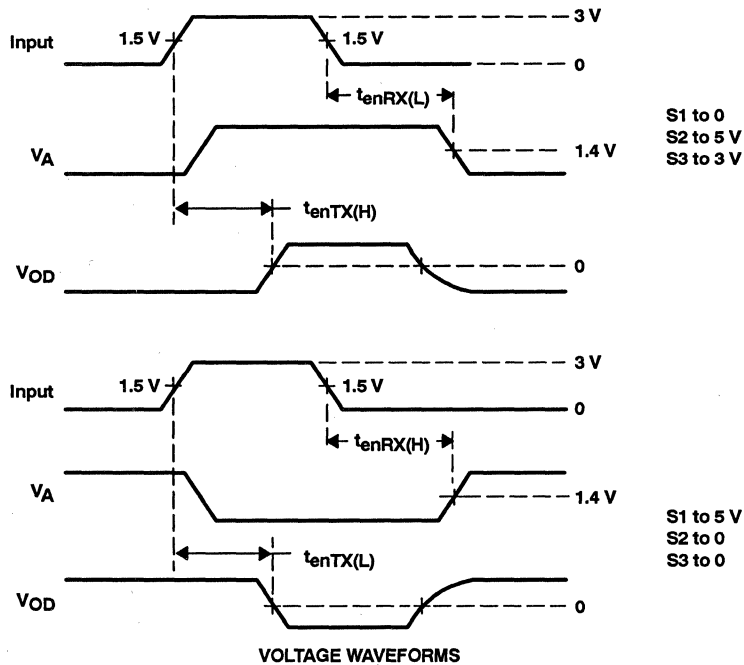 3 V
Input 1.5 V 1.5 V
0
tenRX(L)
VA 1.4 V
S1 to 0
S2 to 5 V
S3 to 3 V
tenTX(H)
VOD 0
3 V
Input 1.5 V 1.5 V
0
tenRX(H)
VA 1.4 V
S1 to 5 V
S2 to 0
S3 to 0
tenTX(L)
VOD 0
VOLTAGE WAVEFORMS